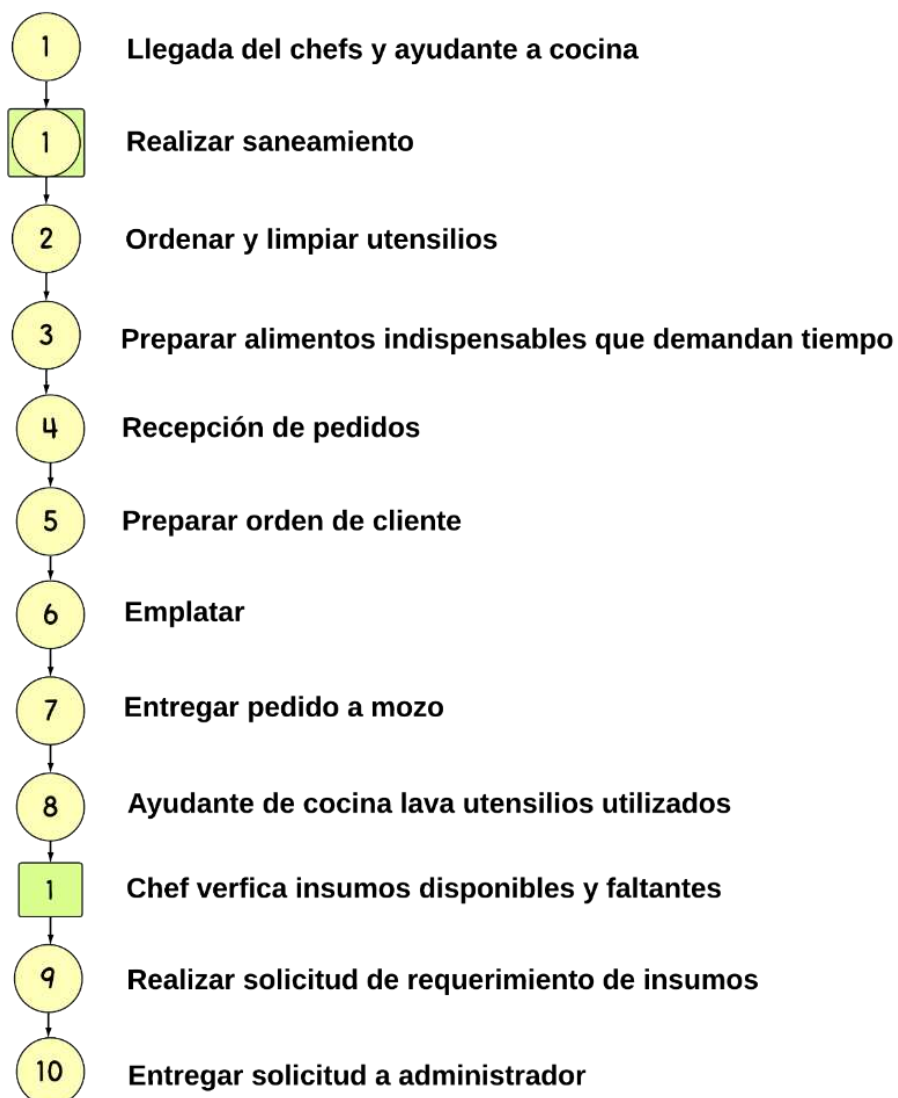 1 Llegada del chefs y ayudante a cocina
1 Realizar saneamiento
2 Ordenar y limpiar utensilios
3 Preparar alimentos indispensables que demandan tiempo
4 Recepción de pedidos
5 Preparar orden de cliente
6 Emplatar
7 Entregar pedido a mozo
8 Ayudante de cocina lava utensilios utilizados
1 Chef verfica insumos disponibles y faltantes
9 Realizar solicitud de requerimiento de insumos
10 Entregar solicitud a administrador